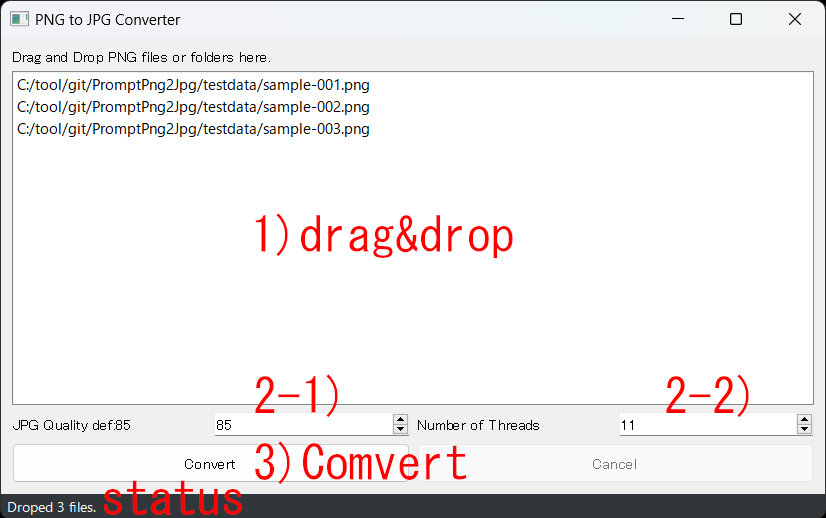 PNG to JPG Converter
Drag and Drop PNG files or folders here.
C:/tool/git/PromptPng2Jpg/testdata/sample-001.png
C:/tool/git/PromptPng2Jpg/testdata/sample-002.png
C:/tool/git/PromptPng2Jpg/testdata/sample-003.png
1)drag&drop
2-1) 2-2)
JPG Quality def:85 85 Number of Threads 11
Convert 3)Comvert Cancel
Droped 3 files. status